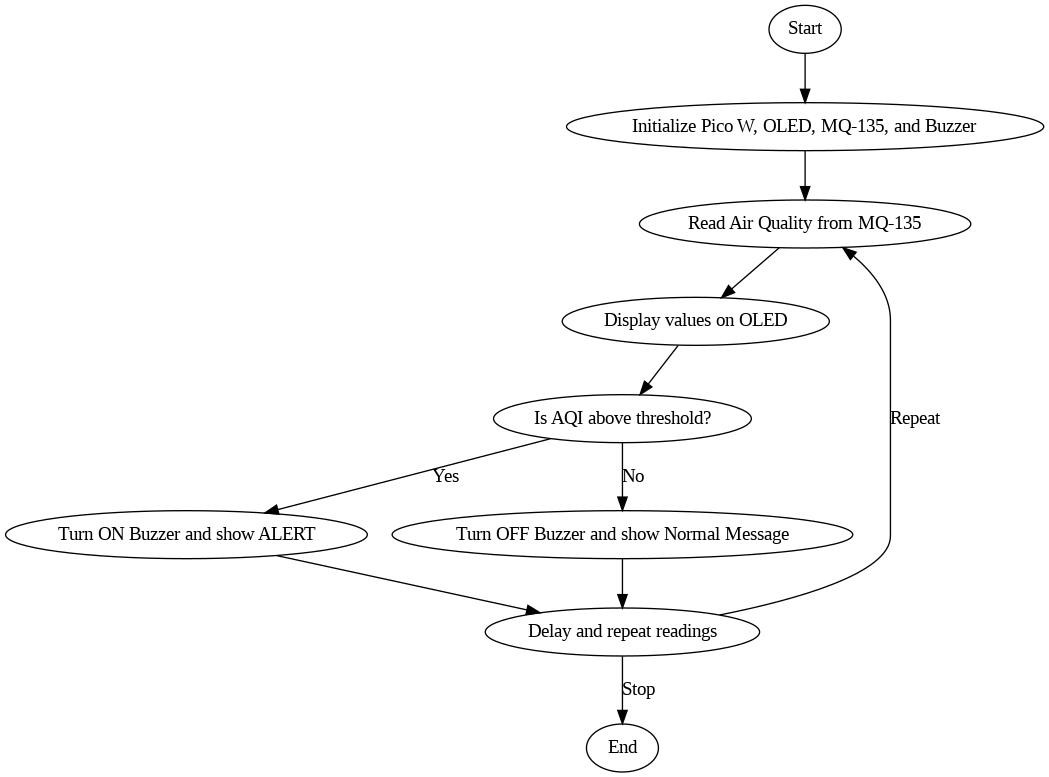 Start
Initialize Pico W, OLED, MQ-135, and Buzzer
Read Air Quality from MQ-135
Display values on OLED
Is AQI above threshold?
Repeat
Yes
No
Turn ON Buzzer and show ALERT
Turn OFF Buzzer and show Normal Message
Delay and repeat readings
Stop
End